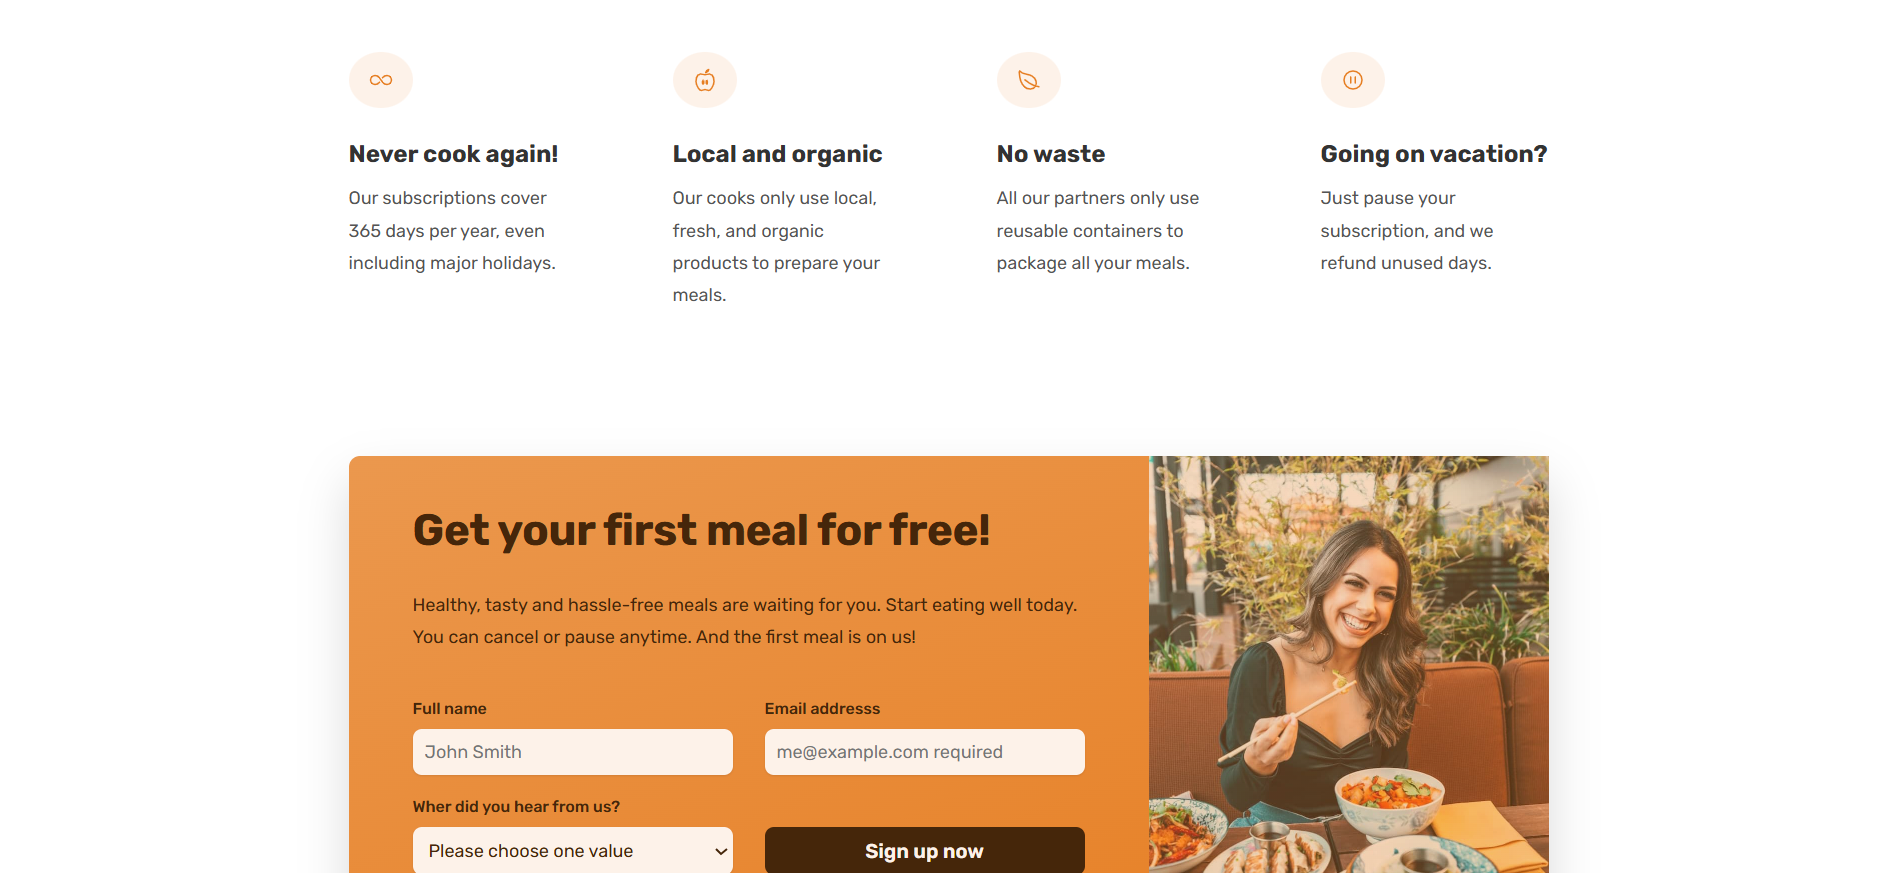 Never cook again!
Our subscriptions cover
365 days per year, even
including major holidays.
Local and organic
Our cooks only use local,
fresh, and organic
products to prepare your
meals.
No waste
All our partners only use
reusable containers to
package all your meals.
Going on vacation?
Just pause your
subscription, and we
refund unused days.
Get your first meal for free!
Healthy, tasty and hassle-free meals are waiting for you. Start eating well today.
You can cancel or pause anytime. And the first meal is on us!
Full name
John Smith
Email addresss
me@example.com required
Wher did you hear from us?
Please choose one value
Sign up now